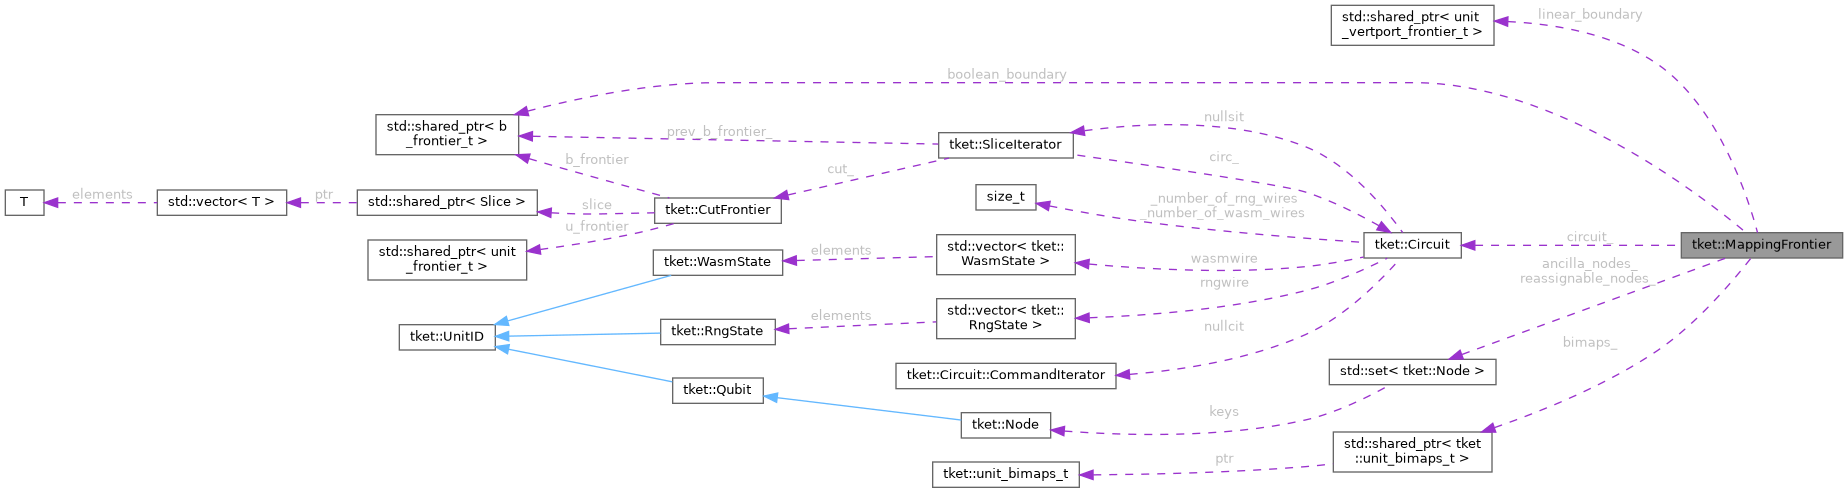 std::shared_ptr< unit
_vertport_frontier_t >
linear_boundary
boolean_boundary
std::shared_ptr< b
_frontier_t >
prev_b_frontier_
nullsit
tket::SliceIterator
b_frontier
cut_
circ_
T
elements
std::vector< T >
ptr
std::shared_ptr< Slice >
slice
tket::CutFrontier
size_t
_number_of_rng_wires
_number_of_wasm_wires
u_frontier
std::shared_ptr< unit
_frontier_t >
tket::WasmState
elements
std::vector< tket::
WasmState >
wasmwire
tket::Circuit
circuit_
tket::MappingFrontier
ancilla_nodes_
reassignable_nodes_
rngwire
std::vector< tket::
RngState >
elements
tket::RngState
tket::UnitID
nullcit
bimaps_
tket::Circuit::CommandIterator
std::set< tket::Node >
tket::Qubit
keys
tket::Node
std::shared_ptr< tket
::unit_bimaps_t >
ptr
tket::unit_bimaps_t